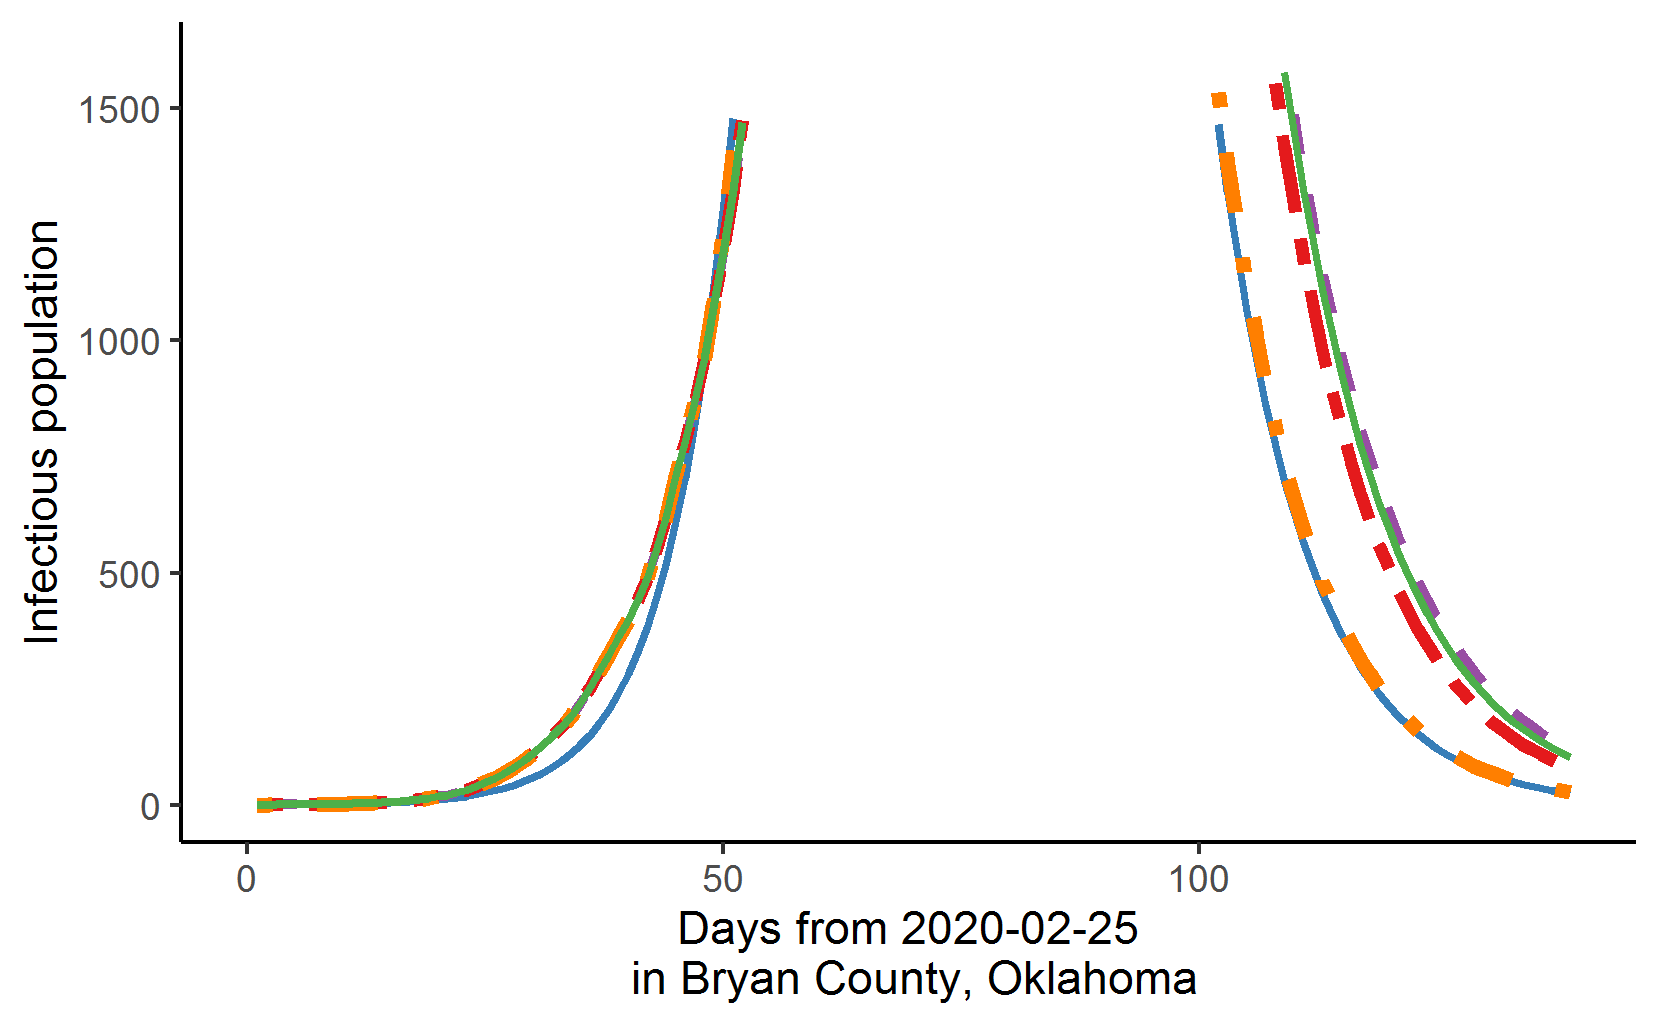 Infectious population
1500
1000
500
0
0 50 100
Days from 2020-02-25
in Bryan County, Oklahoma